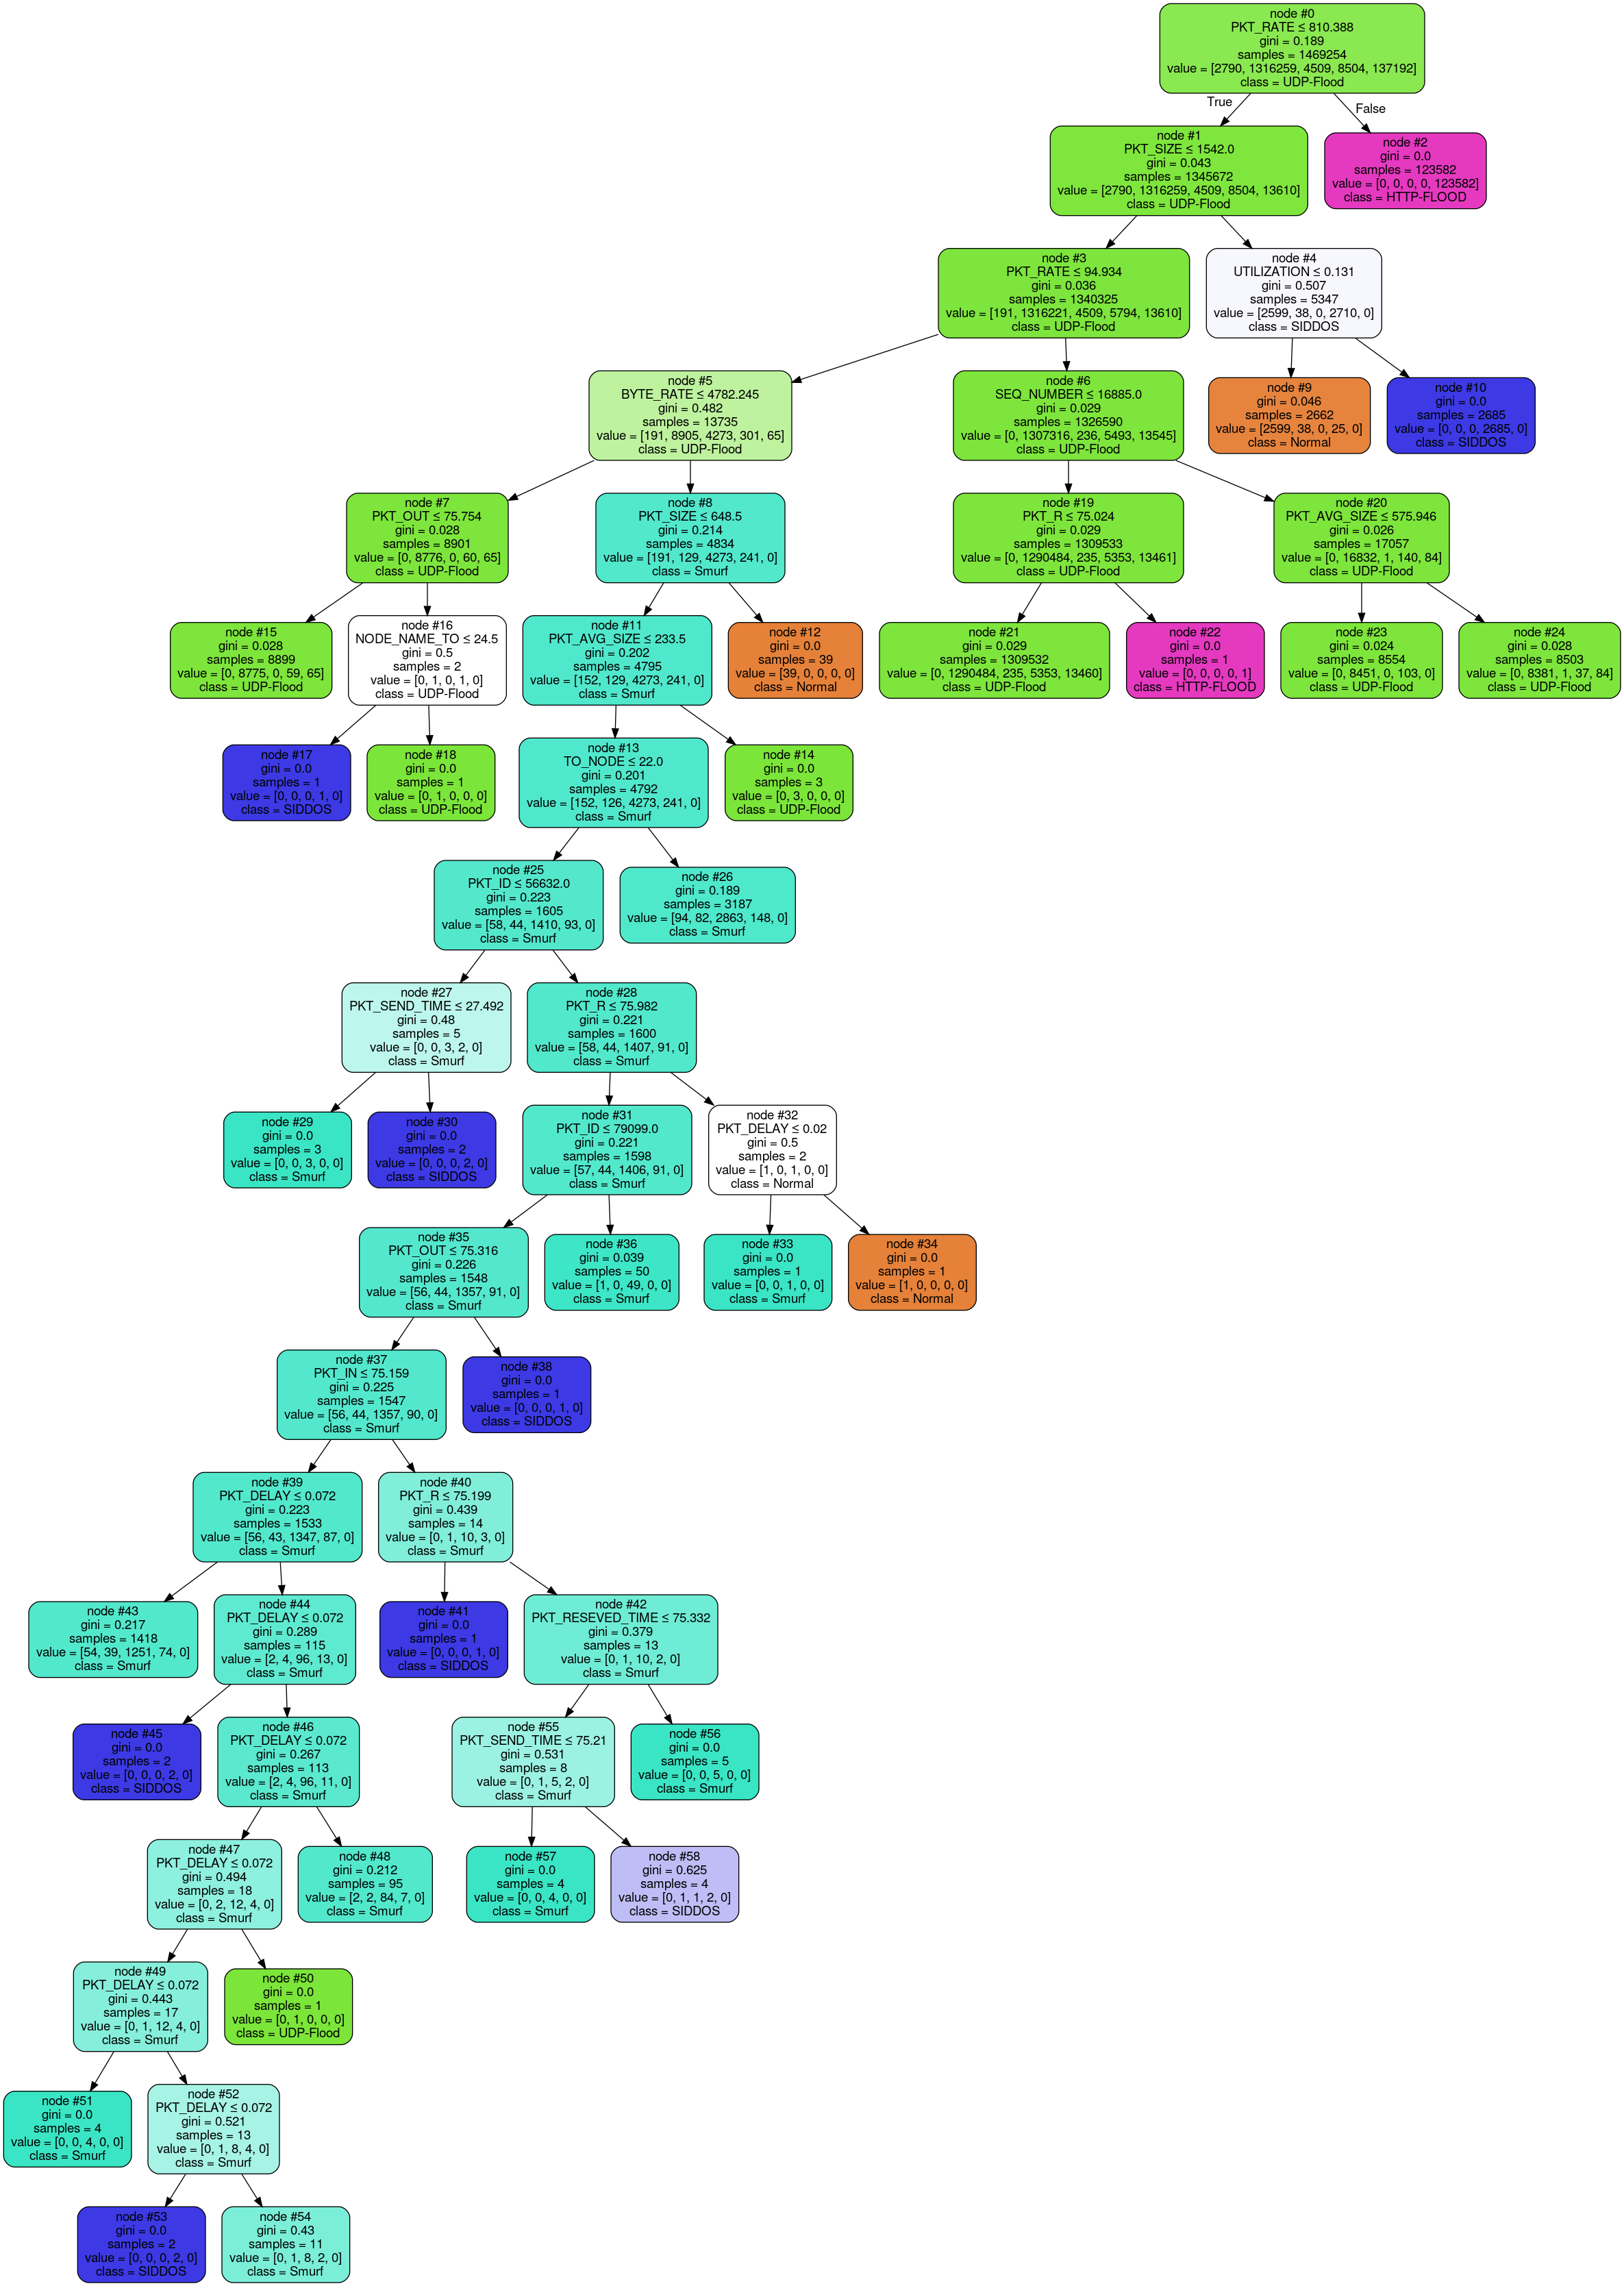 node #0
PKT_RATE ≤ 810.388
gini = 0.189
samples = 1469254
value = [2790, 1316259, 4509, 8504, 137192]
class = UDP-Flood
True
False
node #1
PKT_SIZE ≤ 1542.0
gini = 0.043
samples = 1345672
value = [2790, 1316259, 4509, 8504, 13610]
class = UDP-Flood
node #2
gini = 0.0
samples = 123582
value = [0, 0, 0, 0, 123582]
class = HTTP-FLOOD
node #3
PKT_RATE ≤ 94.934
gini = 0.036
samples = 1340325
value = [191, 1316221, 4509, 5794, 13610]
class = UDP-Flood
node #4
UTILIZATION ≤ 0.131
gini = 0.507
samples = 5347
value = [2599, 38, 0, 2710, 0]
class = SIDDOS
node #5
BYTE_RATE ≤ 4782.245
gini = 0.482
samples = 13735
value = [191, 8905, 4273, 301, 65]
class = UDP-Flood
node #6
SEQ_NUMBER ≤ 16885.0
gini = 0.029
samples = 1326590
value = [0, 1307316, 236, 5493, 13545]
class = UDP-Flood
node #9
gini = 0.046
samples = 2662
value = [2599, 38, 0, 25, 0]
class = Normal
node #10
gini = 0.0
samples = 2685
value = [0, 0, 0, 2685, 0]
class = SIDDOS
node #7
PKT_OUT ≤ 75.754
gini = 0.028
samples = 8901
value = [0, 8776, 0, 60, 65]
class = UDP-Flood
node #8
PKT_SIZE ≤ 648.5
gini = 0.214
samples = 4834
value = [191, 129, 4273, 241, 0]
class = Smurf
node #19
PKT_R ≤ 75.024
gini = 0.029
samples = 1309533
value = [0, 1290484, 235, 5353, 13461]
class = UDP-Flood
node #20
PKT_AVG_SIZE ≤ 575.946
gini = 0.026
samples = 17057
value = [0, 16832, 1, 140, 84]
class = UDP-Flood
node #15
gini = 0.028
samples = 8899
value = [0, 8775, 0, 59, 65]
class = UDP-Flood
node #16
NODE_NAME_TO ≤ 24.5
gini = 0.5
samples = 2
value = [0, 1, 0, 1, 0]
class = UDP-Flood
node #11
PKT_AVG_SIZE ≤ 233.5
gini = 0.202
samples = 4795
value = [152, 129, 4273, 241, 0]
class = Smurf
node #12
gini = 0.0
samples = 39
value = [39, 0, 0, 0, 0]
class = Normal
node #21
gini = 0.029
samples = 1309532
value = [0, 1290484, 235, 5353, 13460]
class = UDP-Flood
node #22
gini = 0.0
samples = 1
value = [0, 0, 0, 0, 1]
class = HTTP-FLOOD
node #23
gini = 0.024
samples = 8554
value = [0, 8451, 0, 103, 0]
class = UDP-Flood
node #24
gini = 0.028
samples = 8503
value = [0, 8381, 1, 37, 84]
class = UDP-Flood
node #17
gini = 0.0
samples = 1
value = [0, 0, 0, 1, 0]
class = SIDDOS
node #18
gini = 0.0
samples = 1
value = [0, 1, 0, 0, 0]
class = UDP-Flood
node #13
TO_NODE ≤ 22.0
gini = 0.201
samples = 4792
value = [152, 126, 4273, 241, 0]
class = Smurf
node #14
gini = 0.0
samples = 3
value = [0, 3, 0, 0, 0]
class = UDP-Flood
node #25
PKT_ID ≤ 56632.0
gini = 0.223
samples = 1605
value = [58, 44, 1410, 93, 0]
class = Smurf
node #26
gini = 0.189
samples = 3187
value = [94, 82, 2863, 148, 0]
class = Smurf
node #27
PKT_SEND_TIME ≤ 27.492
gini = 0.48
samples = 5
value = [0, 0, 3, 2, 0]
class = Smurf
node #28
PKT_R ≤ 75.982
gini = 0.221
samples = 1600
value = [58, 44, 1407, 91, 0]
class = Smurf
node #29
gini = 0.0
samples = 3
value = [0, 0, 3, 0, 0]
class = Smurf
node #30
gini = 0.0
samples = 2
value = [0, 0, 0, 2, 0]
class = SIDDOS
node #31
PKT_ID ≤ 79099.0
gini = 0.221
samples = 1598
value = [57, 44, 1406, 91, 0]
class = Smurf
node #32
PKT_DELAY ≤ 0.02
gini = 0.5
samples = 2
value = [1, 0, 1, 0, 0]
class = Normal
node #35
PKT_OUT ≤ 75.316
gini = 0.226
samples = 1548
value = [56, 44, 1357, 91, 0]
class = Smurf
node #36
gini = 0.039
samples = 50
value = [1, 0, 49, 0, 0]
class = Smurf
node #33
gini = 0.0
samples = 1
value = [0, 0, 1, 0, 0]
class = Smurf
node #34
gini = 0.0
samples = 1
value = [1, 0, 0, 0, 0]
class = Normal
node #37
PKT_IN ≤ 75.159
gini = 0.225
samples = 1547
value = [56, 44, 1357, 90, 0]
class = Smurf
node #38
gini = 0.0
samples = 1
value = [0, 0, 0, 1, 0]
class = SIDDOS
node #39
PKT_DELAY ≤ 0.072
gini = 0.223
samples = 1533
value = [56, 43, 1347, 87, 0]
class = Smurf
node #40
PKT_R ≤ 75.199
gini = 0.439
samples = 14
value = [0, 1, 10, 3, 0]
class = Smurf
node #43
gini = 0.217
samples = 1418
value = [54, 39, 1251, 74, 0]
class = Smurf
node #44
PKT_DELAY ≤ 0.072
gini = 0.289
samples = 115
value = [2, 4, 96, 13, 0]
class = Smurf
node #41
gini = 0.0
samples = 1
value = [0, 0, 0, 1, 0]
class = SIDDOS
node #42
PKT_RESEVED_TIME ≤ 75.332
gini = 0.379
samples = 13
value = [0, 1, 10, 2, 0]
class = Smurf
node #45
gini = 0.0
samples = 2
value = [0, 0, 0, 2, 0]
class = SIDDOS
node #46
PKT_DELAY ≤ 0.072
gini = 0.267
samples = 113
value = [2, 4, 96, 11, 0]
class = Smurf
node #55
PKT_SEND_TIME ≤ 75.21
gini = 0.531
samples = 8
value = [0, 1, 5, 2, 0]
class = Smurf
node #56
gini = 0.0
samples = 5
value = [0, 0, 5, 0, 0]
class = Smurf
node #47
PKT_DELAY ≤ 0.072
gini = 0.494
samples = 18
value = [0, 2, 12, 4, 0]
class = Smurf
node #48
gini = 0.212
samples = 95
value = [2, 2, 84, 7, 0]
class = Smurf
node #57
gini = 0.0
samples = 4
value = [0, 0, 4, 0, 0]
class = Smurf
node #58
gini = 0.625
samples = 4
value = [0, 1, 1, 2, 0]
class = SIDDOS
node #49
PKT_DELAY ≤ 0.072
gini = 0.443
samples = 17
value = [0, 1, 12, 4, 0]
class = Smurf
node #50
gini = 0.0
samples = 1
value = [0, 1, 0, 0, 0]
class = UDP-Flood
node #51
gini = 0.0
samples = 4
value = [0, 0, 4, 0, 0]
class = Smurf
node #52
PKT_DELAY ≤ 0.072
gini = 0.521
samples = 13
value = [0, 1, 8, 4, 0]
class = Smurf
node #53
gini = 0.0
samples = 2
value = [0, 0, 0, 2, 0]
class = SIDDOS
node #54
gini = 0.43
samples = 11
value = [0, 1, 8, 2, 0]
class = Smurf